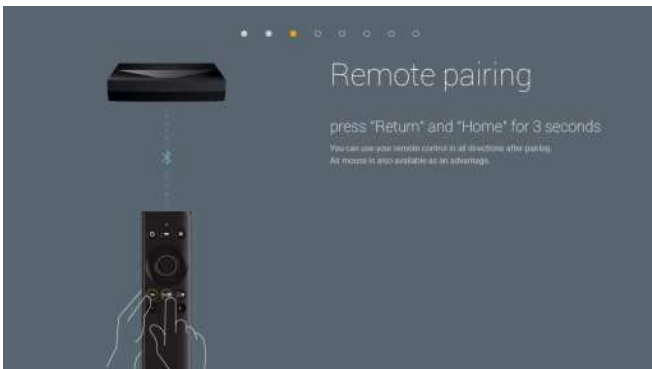 Remote pairing
press "Return" and "Home" for 3 seconds
You can use your remote control in all directions after pairing.
Air mouse is also available as an advantage.